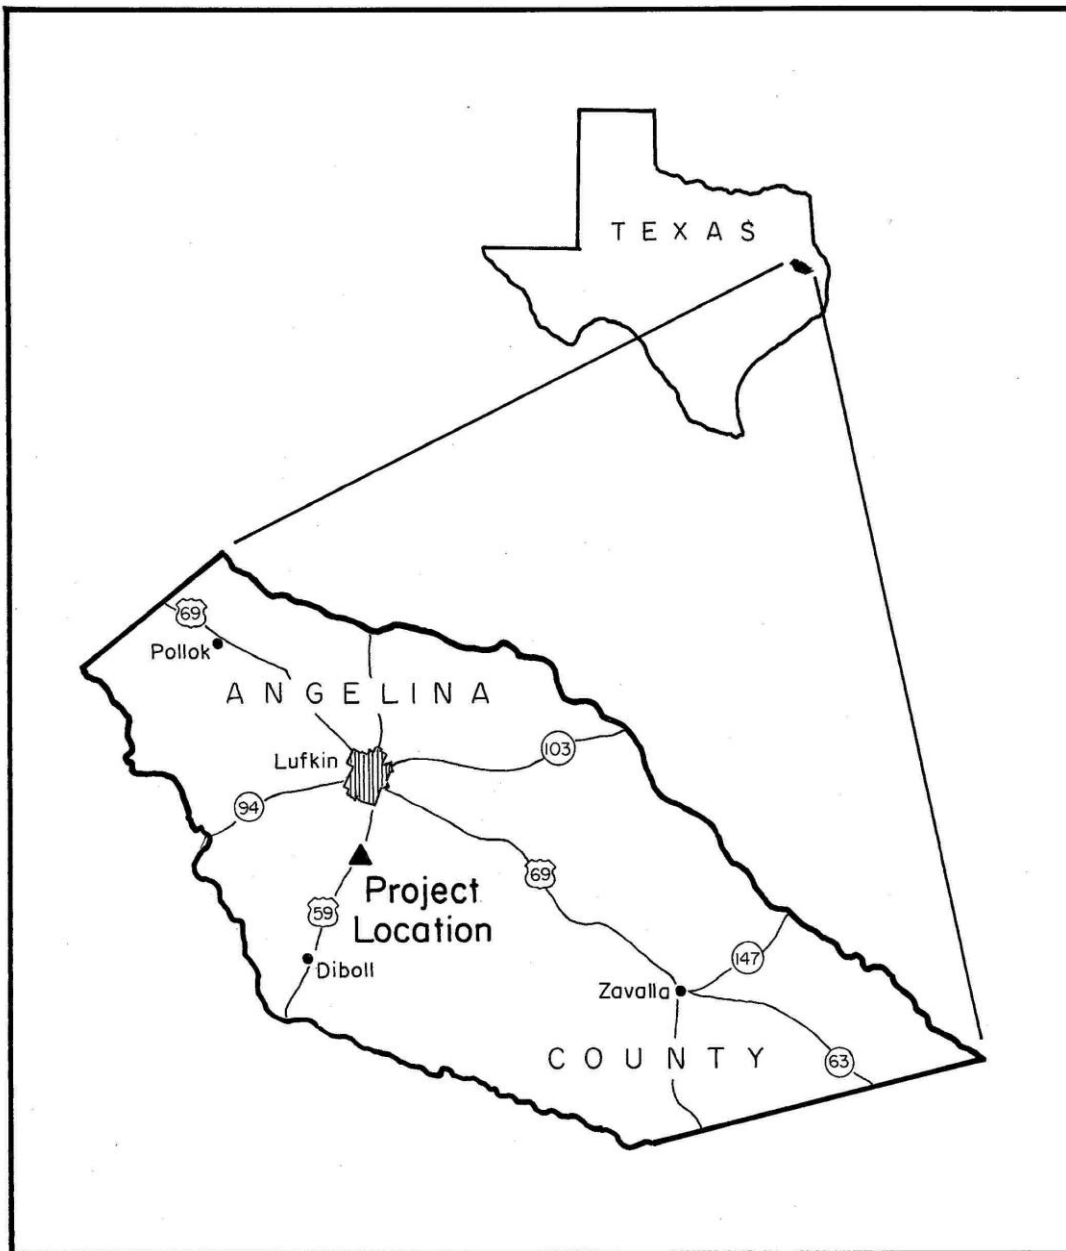 TEXAS
69
Pollok
ANGELINA
Lufkin
103
94
69
Project
Location
59
Diboll
147
Zavalla
COUNTY
63